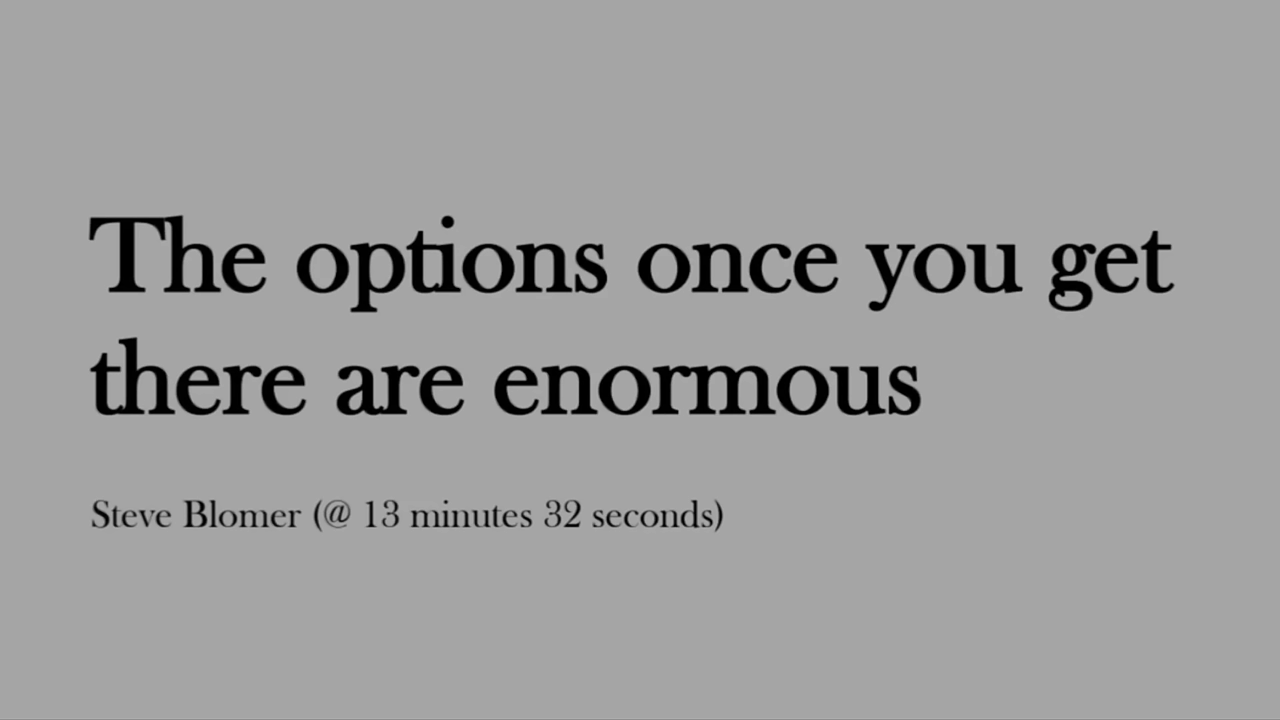 The options once you get
there are enormous
Steve Blomer (@ 13 minutes 32 seconds)